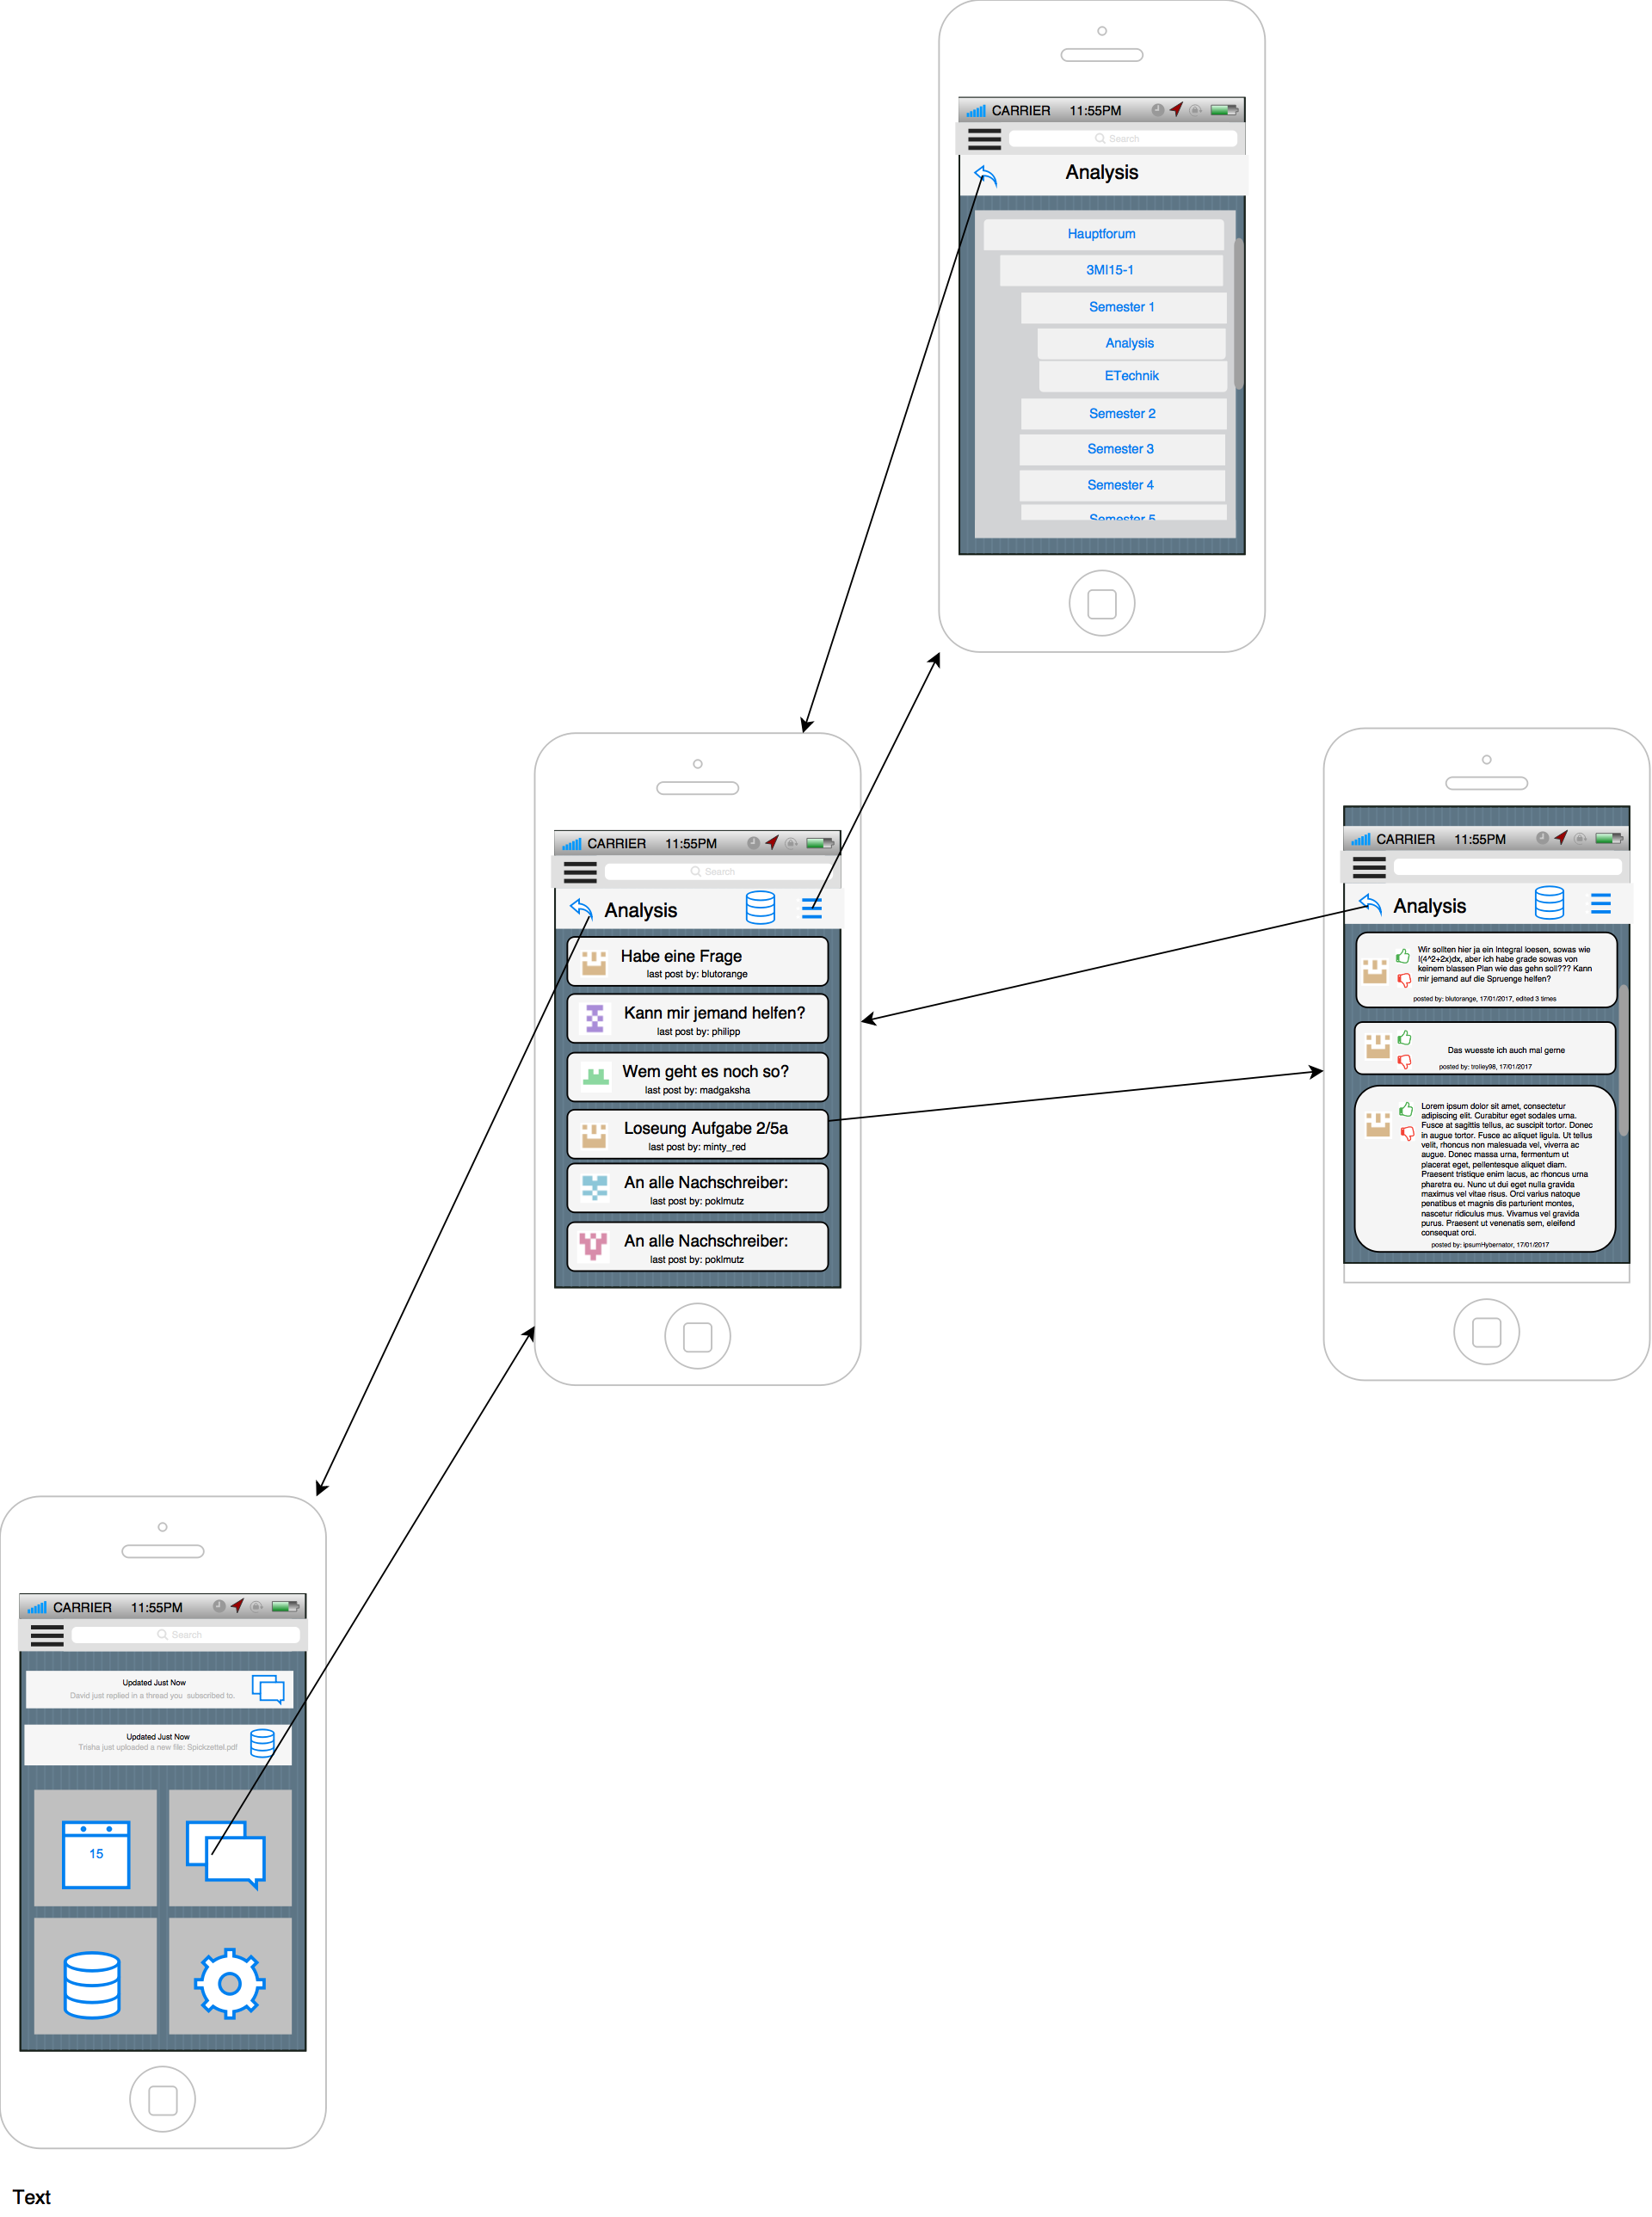 CARRIER 11:55PM
Search
Analysis
Hauptforum
3MI15-1
Semester 1
Analysis
ETechnik
Semester 2
Semester 3
Semester 4
Semester 5
CARRIER 11:55PM
Search
Analysis
Habe eine Frage
last post by: blutorange
Kann mir jemand helfen?
last post by: philipp
Wem geht es noch so?
last post by: madgaksha
Loseung Aufgabe 2/5a
last post by: minty_red
An alle Nachschreiber:
last post by: poklmutz
An alle Nachschreiber:
last post by: poklmutz
CARRIER 11:55PM
Analysis
Wir sollten hier ja ein Integral loesen, sowas wie
I(4^2+2x)dx, aber ich habe grade sowas von
keinem blassen Plan wie das gehn soll??? Kann
mir jemand auf die Spruenge helfen?
posted by: blutorange, 17/01/2017, edited 3 times
Das wuesste ich auch mal gerne
posted by: trolley98, 17/01/2017
Lorem ipsum dolor sit amet, consectetur
adipiscing elit. Curabitur eget sodales urna.
Fusce at sagittis tellus, ac suscipit tortor. Donec
in augue tortor. Fusce ac aliquet ligula. Ut tellus
velit, rhoncus non malesuada vel, viverra ac
augue. Donec massa urna, fermentum ut
placerat eget, pellentesque aliquet diam.
Praesent tristique enim lacus, ac rhoncus urna
pharetra eu. Nunc ut dui eget nulla gravida
maximus vel vitae risus. Orci varius natoque
penatibus et magnis dis parturient montes,
nascetur ridiculus mus. Vivamus vel gravida
purus. Praesent ut venenatis sem, eleifend
consequat orci.
posted by: ipsumHybernator, 17/01/2017
CARRIER 11:55PM
Search
Updated Just Now
David just replied in a thread you subscribed to.
Updated Just Now
Trisha just uploaded a new file: Spickzettel.pdf
15
Text